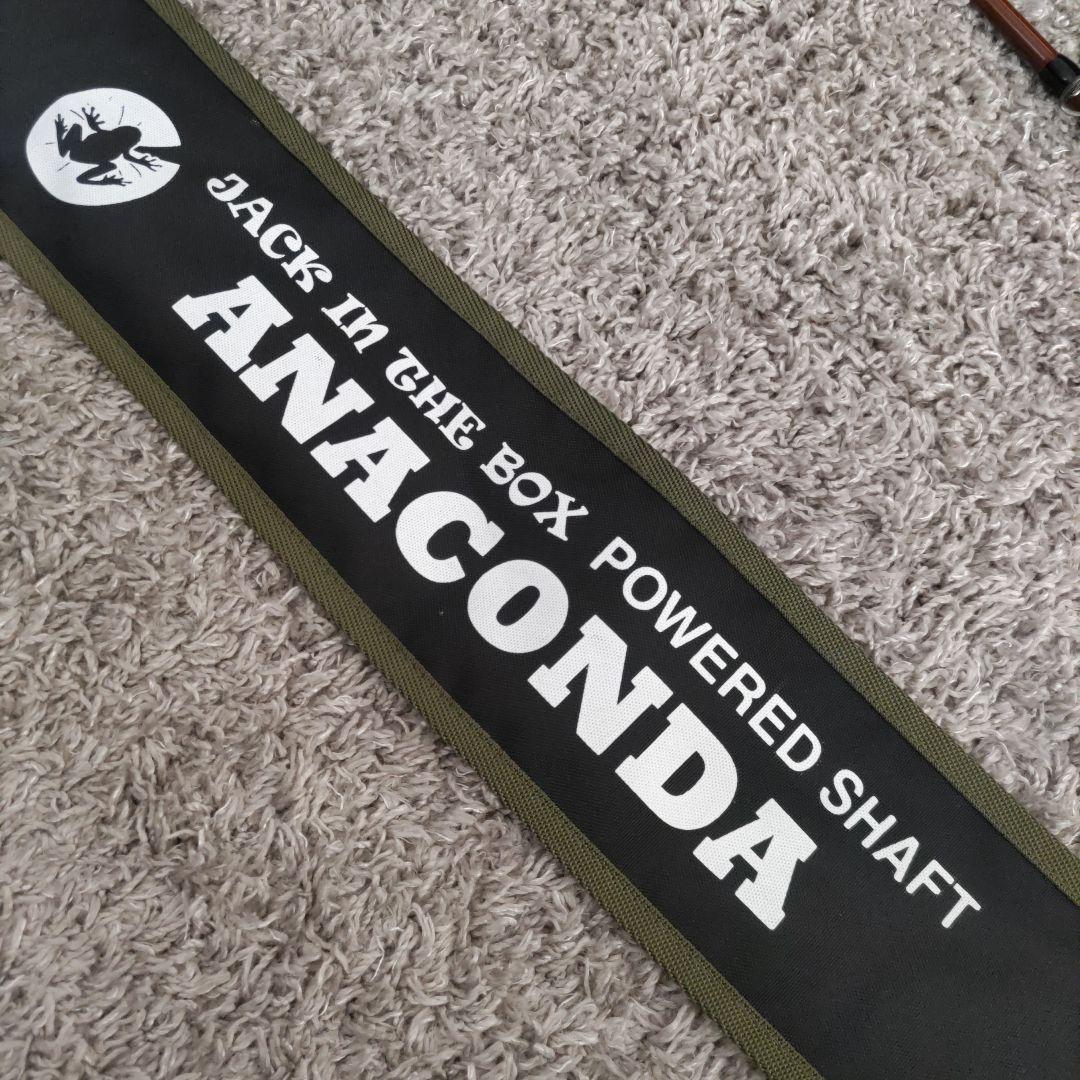 JACK IN THE BOX POWERED SHAFT
ANACONDA